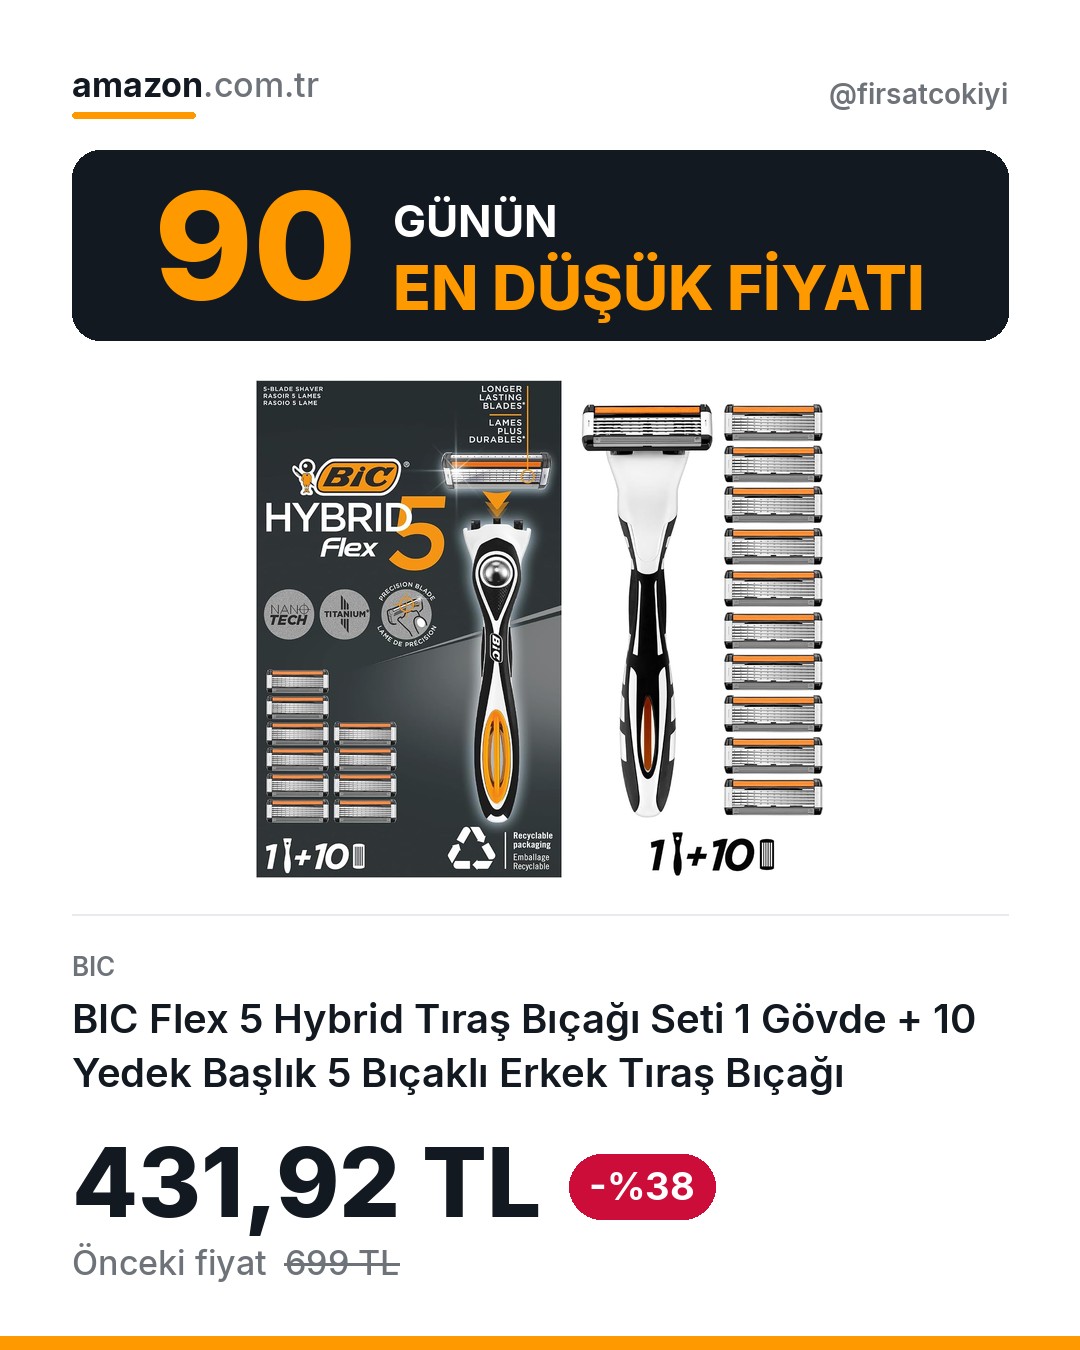 amazon.com.tr
@firsatcokiyi
90 GÜNÜN
EN DÜŞÜK FİYATI
5-BLADE SHAVER
RASOIR 5 LAMES
RASOIO 5 LAME
LONGER
LASTING
BLADES*
LAMES
PLUS
DURABLES*
BiC®
HYBRID 5
Flex
NANO
TECH
TITANIUM*
PRECISION BLADE
LAME DE PRÉCISION
BiC
1+10
Recyclable
packaging
Emballage
Recyclable
1+10
BIC
BIC Flex 5 Hybrid Tıraş Bıçağı Seti 1 Gövde + 10
Yedek Başlık 5 Bıçaklı Erkek Tıraş Bıçağı
431,92 TL -%38
Önceki fiyat 699 TL